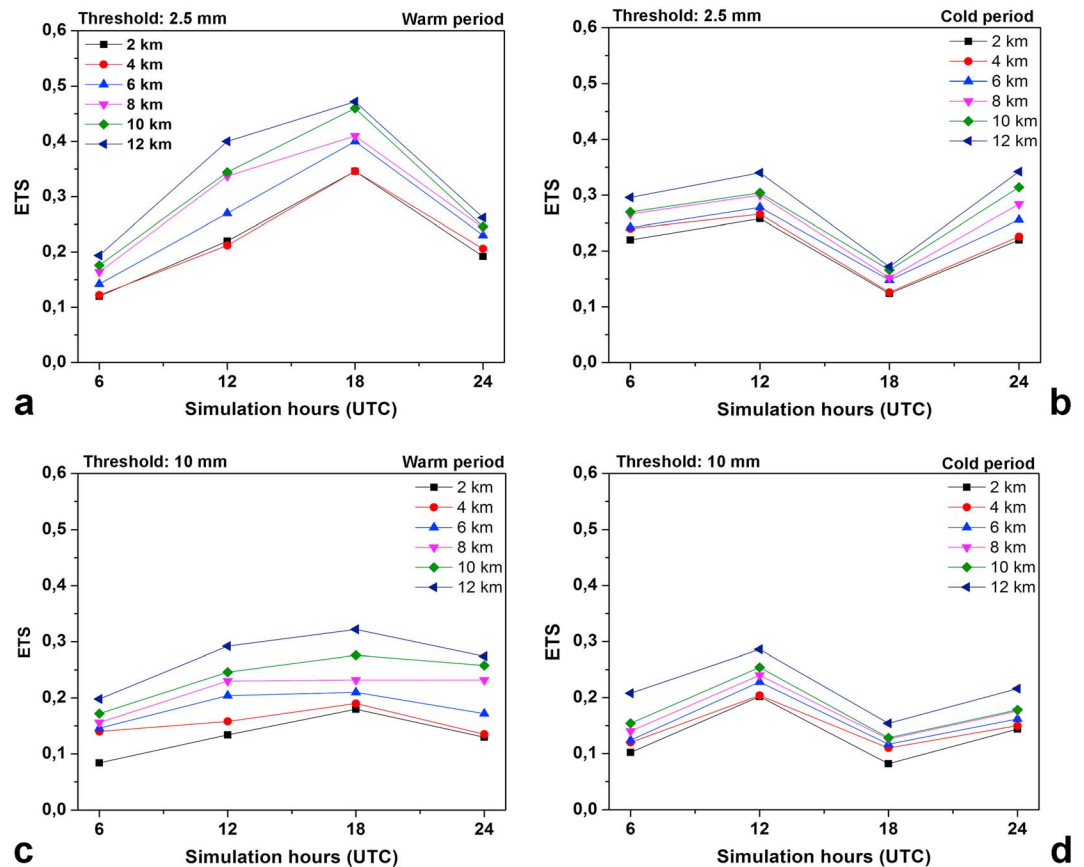 Threshold: 2.5 mm Warm period
0,6
0,5
0,4
0,3
0,2
0,1
0,0
ETS
2 km
4 km
6 km
8 km
10 km
12 km
6 12 18 24
Simulation hours (UTC)
a
Threshold: 2.5 mm Cold period
0,6
0,5
0,4
0,3
0,2
0,1
0,0
ETS
2 km
4 km
6 km
8 km
10 km
12 km
6 12 18 24
Simulation hours (UTC)
b
Threshold: 10 mm Warm period
0,6
0,5
0,4
0,3
0,2
0,1
0,0
ETS
2 km
4 km
6 km
8 km
10 km
12 km
6 12 18 24
Simulation hours (UTC)
c
Threshold: 10 mm Cold period
0,6
0,5
0,4
0,3
0,2
0,1
0,0
ETS
2 km
4 km
6 km
8 km
10 km
12 km
6 12 18 24
Simulation hours (UTC)
d